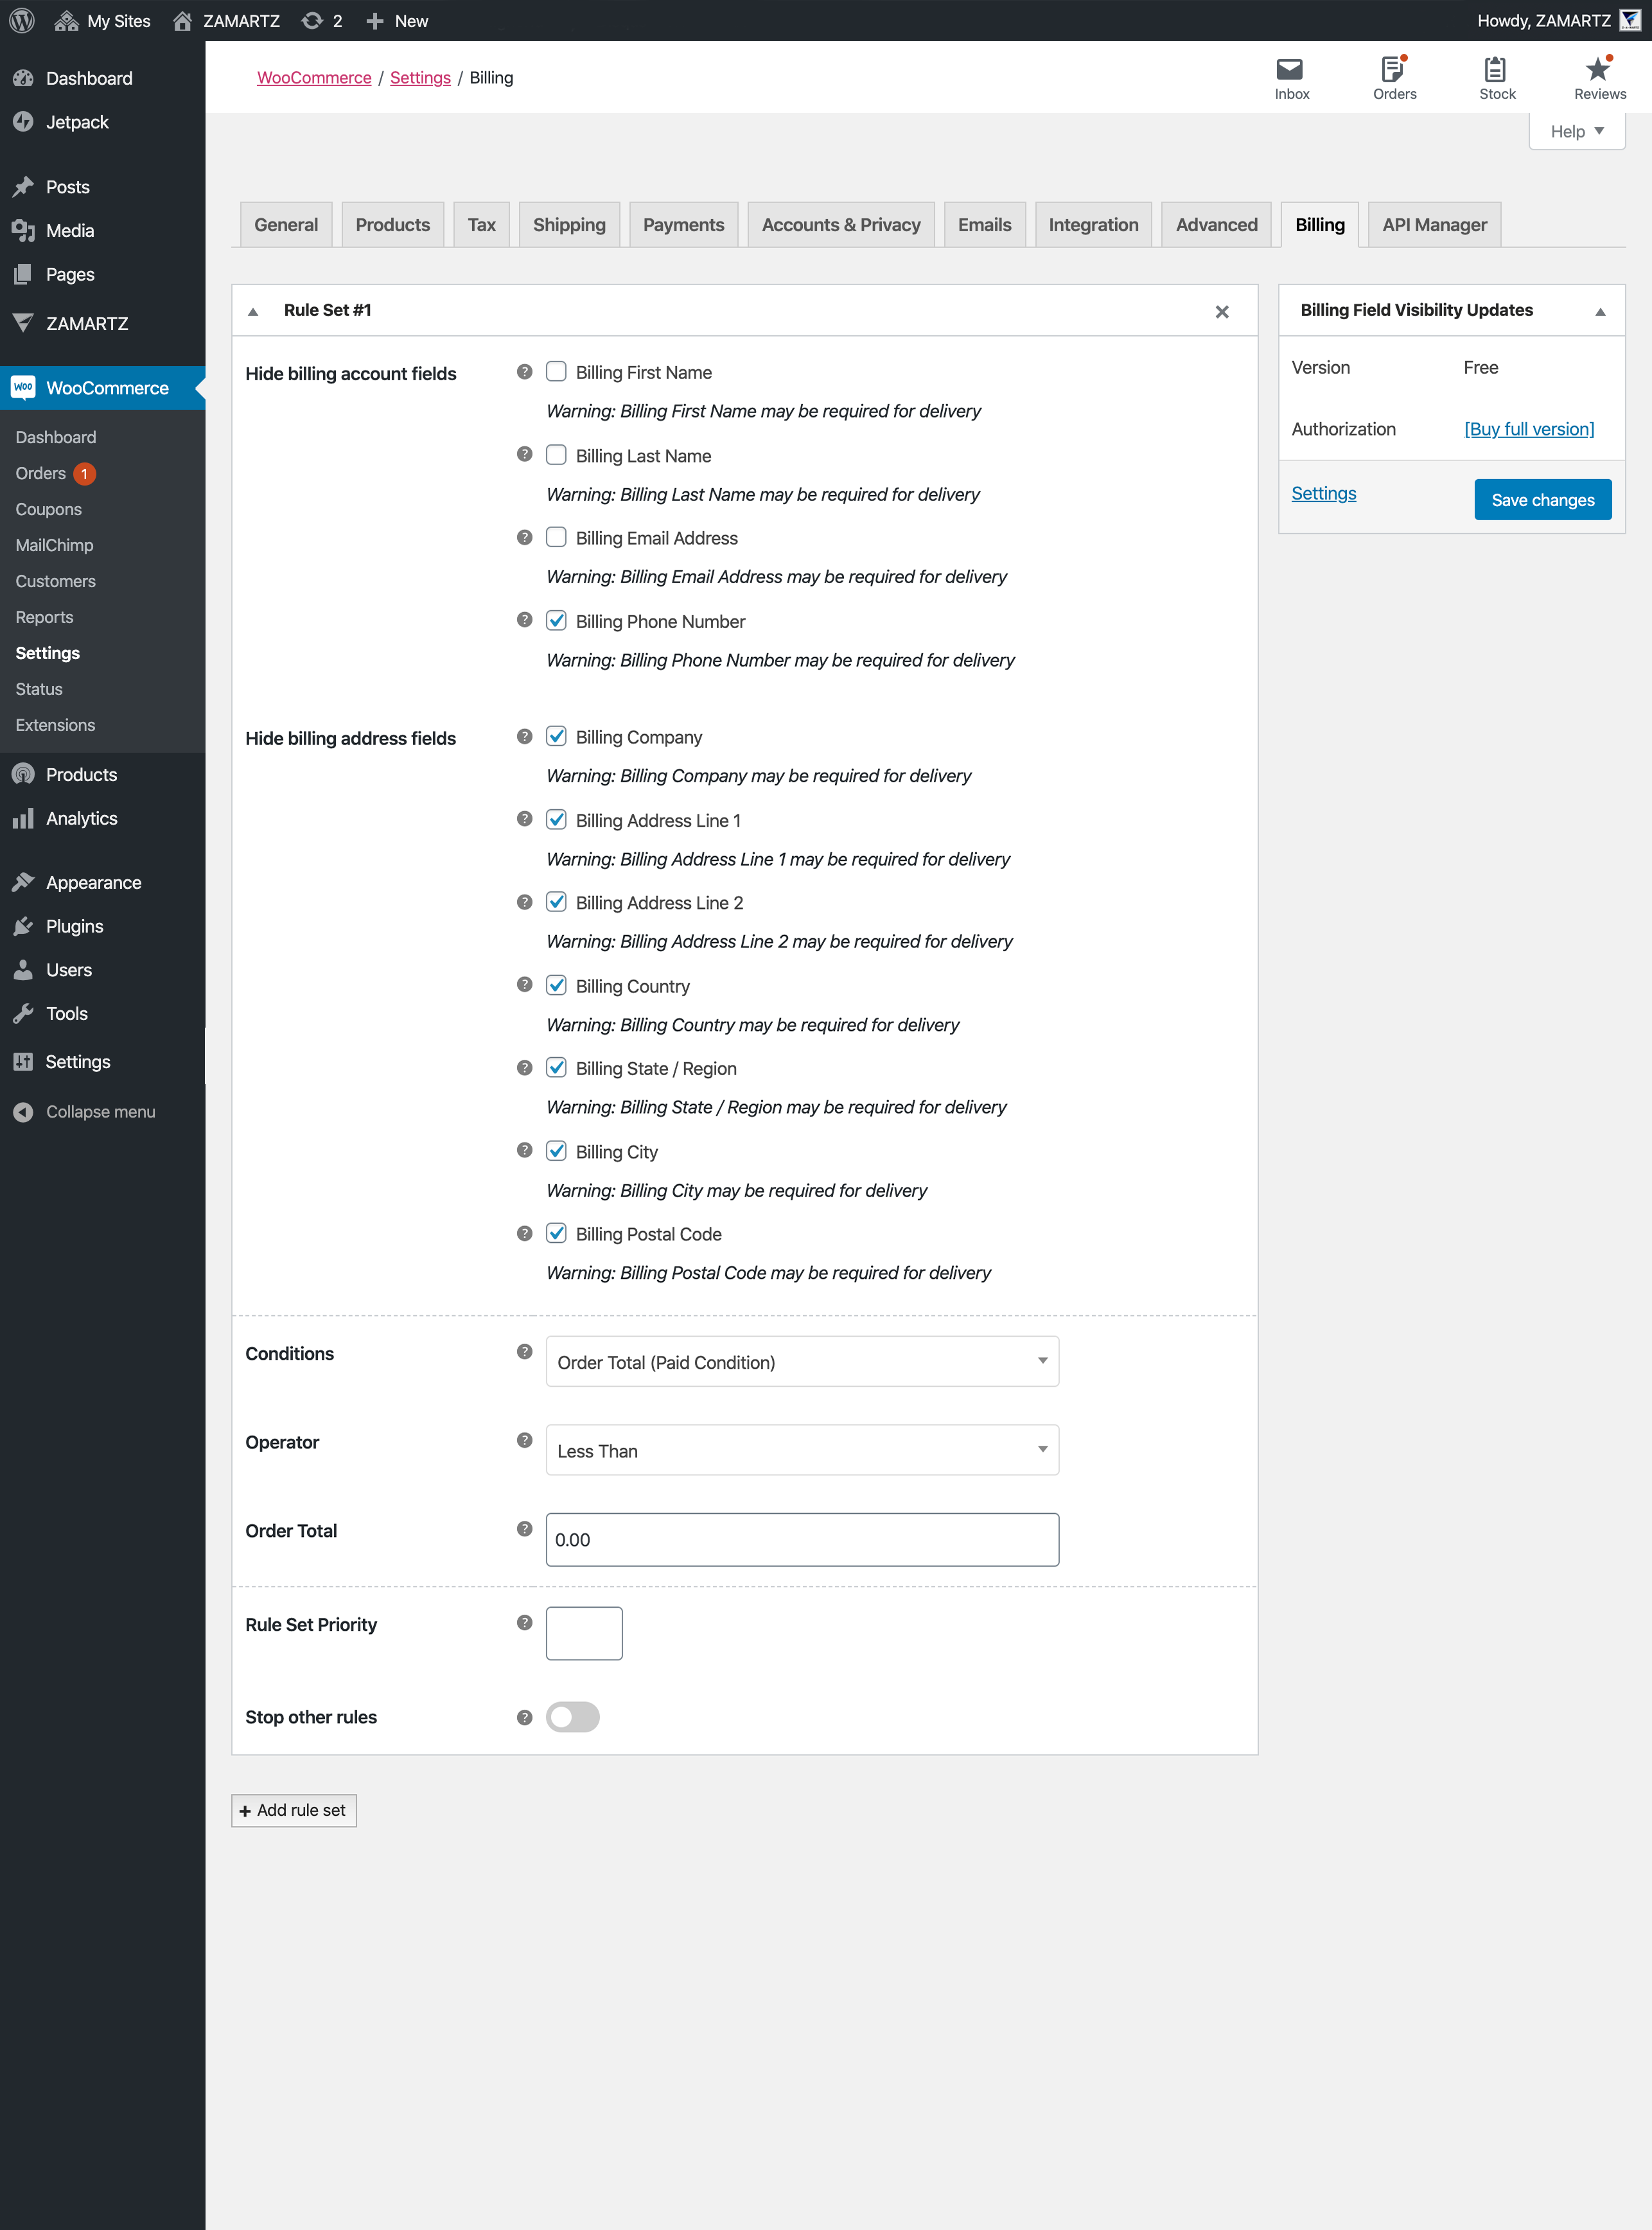 My Sites ZAMARTZ 2 New Howdy, ZAMARTZ
Dashboard
Jetpack
Posts
Media
Pages
ZAMARTZ
Woo WooCommerce
Dashboard
Orders 1
Coupons
MailChimp
Customers
Reports
Settings
Status
Extensions
Products
Analytics
Appearance
Plugins
Users
Tools
Settings
Collapse menu
WooCommerce / Settings / Billing
Inbox
Orders
Stock
Reviews
Help
General Products Tax Shipping Payments Accounts & Privacy Emails Integration Advanced Billing API Manager
Rule Set #1
Hide billing account fields
? Billing First Name
Warning: Billing First Name may be required for delivery
? Billing Last Name
Warning: Billing Last Name may be required for delivery
? Billing Email Address
Warning: Billing Email Address may be required for delivery
? Billing Phone Number
Warning: Billing Phone Number may be required for delivery
Hide billing address fields
? Billing Company
Warning: Billing Company may be required for delivery
? Billing Address Line 1
Warning: Billing Address Line 1 may be required for delivery
? Billing Address Line 2
Warning: Billing Address Line 2 may be required for delivery
? Billing Country
Warning: Billing Country may be required for delivery
? Billing State / Region
Warning: Billing State / Region may be required for delivery
? Billing City
Warning: Billing City may be required for delivery
? Billing Postal Code
Warning: Billing Postal Code may be required for delivery
Conditions ? Order Total (Paid Condition)
Operator ? Less Than
Order Total ? 0.00
Rule Set Priority ?
Stop other rules ?
+ Add rule set
Billing Field Visibility Updates
Version Free
Authorization [Buy full version]
Settings Save changes